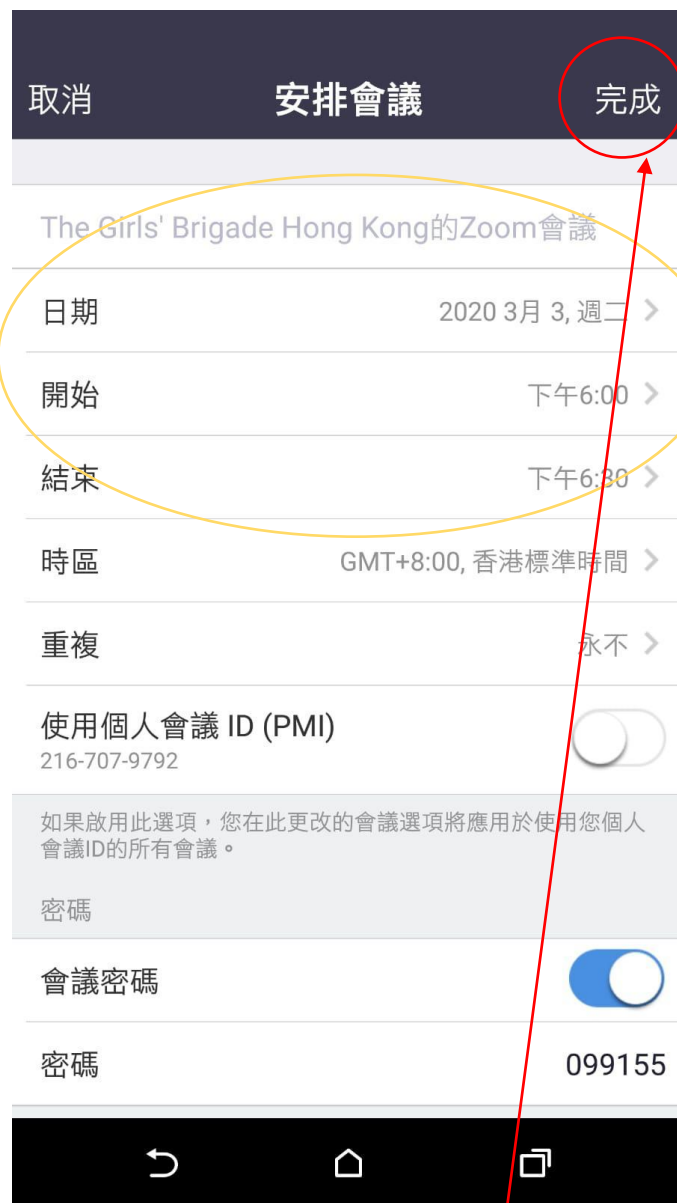 取消 安排會議 完成
The Girls' Brigade Hong Kong的Zoom會議
日期 2020 3月 3, 週二
開始 下午6:00
結束 下午6:30
時區 GMT+8:00, 香港標準時間
重複 永不
使用個人會議 ID (PMI)
216-707-9792
如果啟用此選項，您在此更改的會議選項將應用於使用您個人
會議ID的所有會議。
密碼
會議密碼
密碼 099155